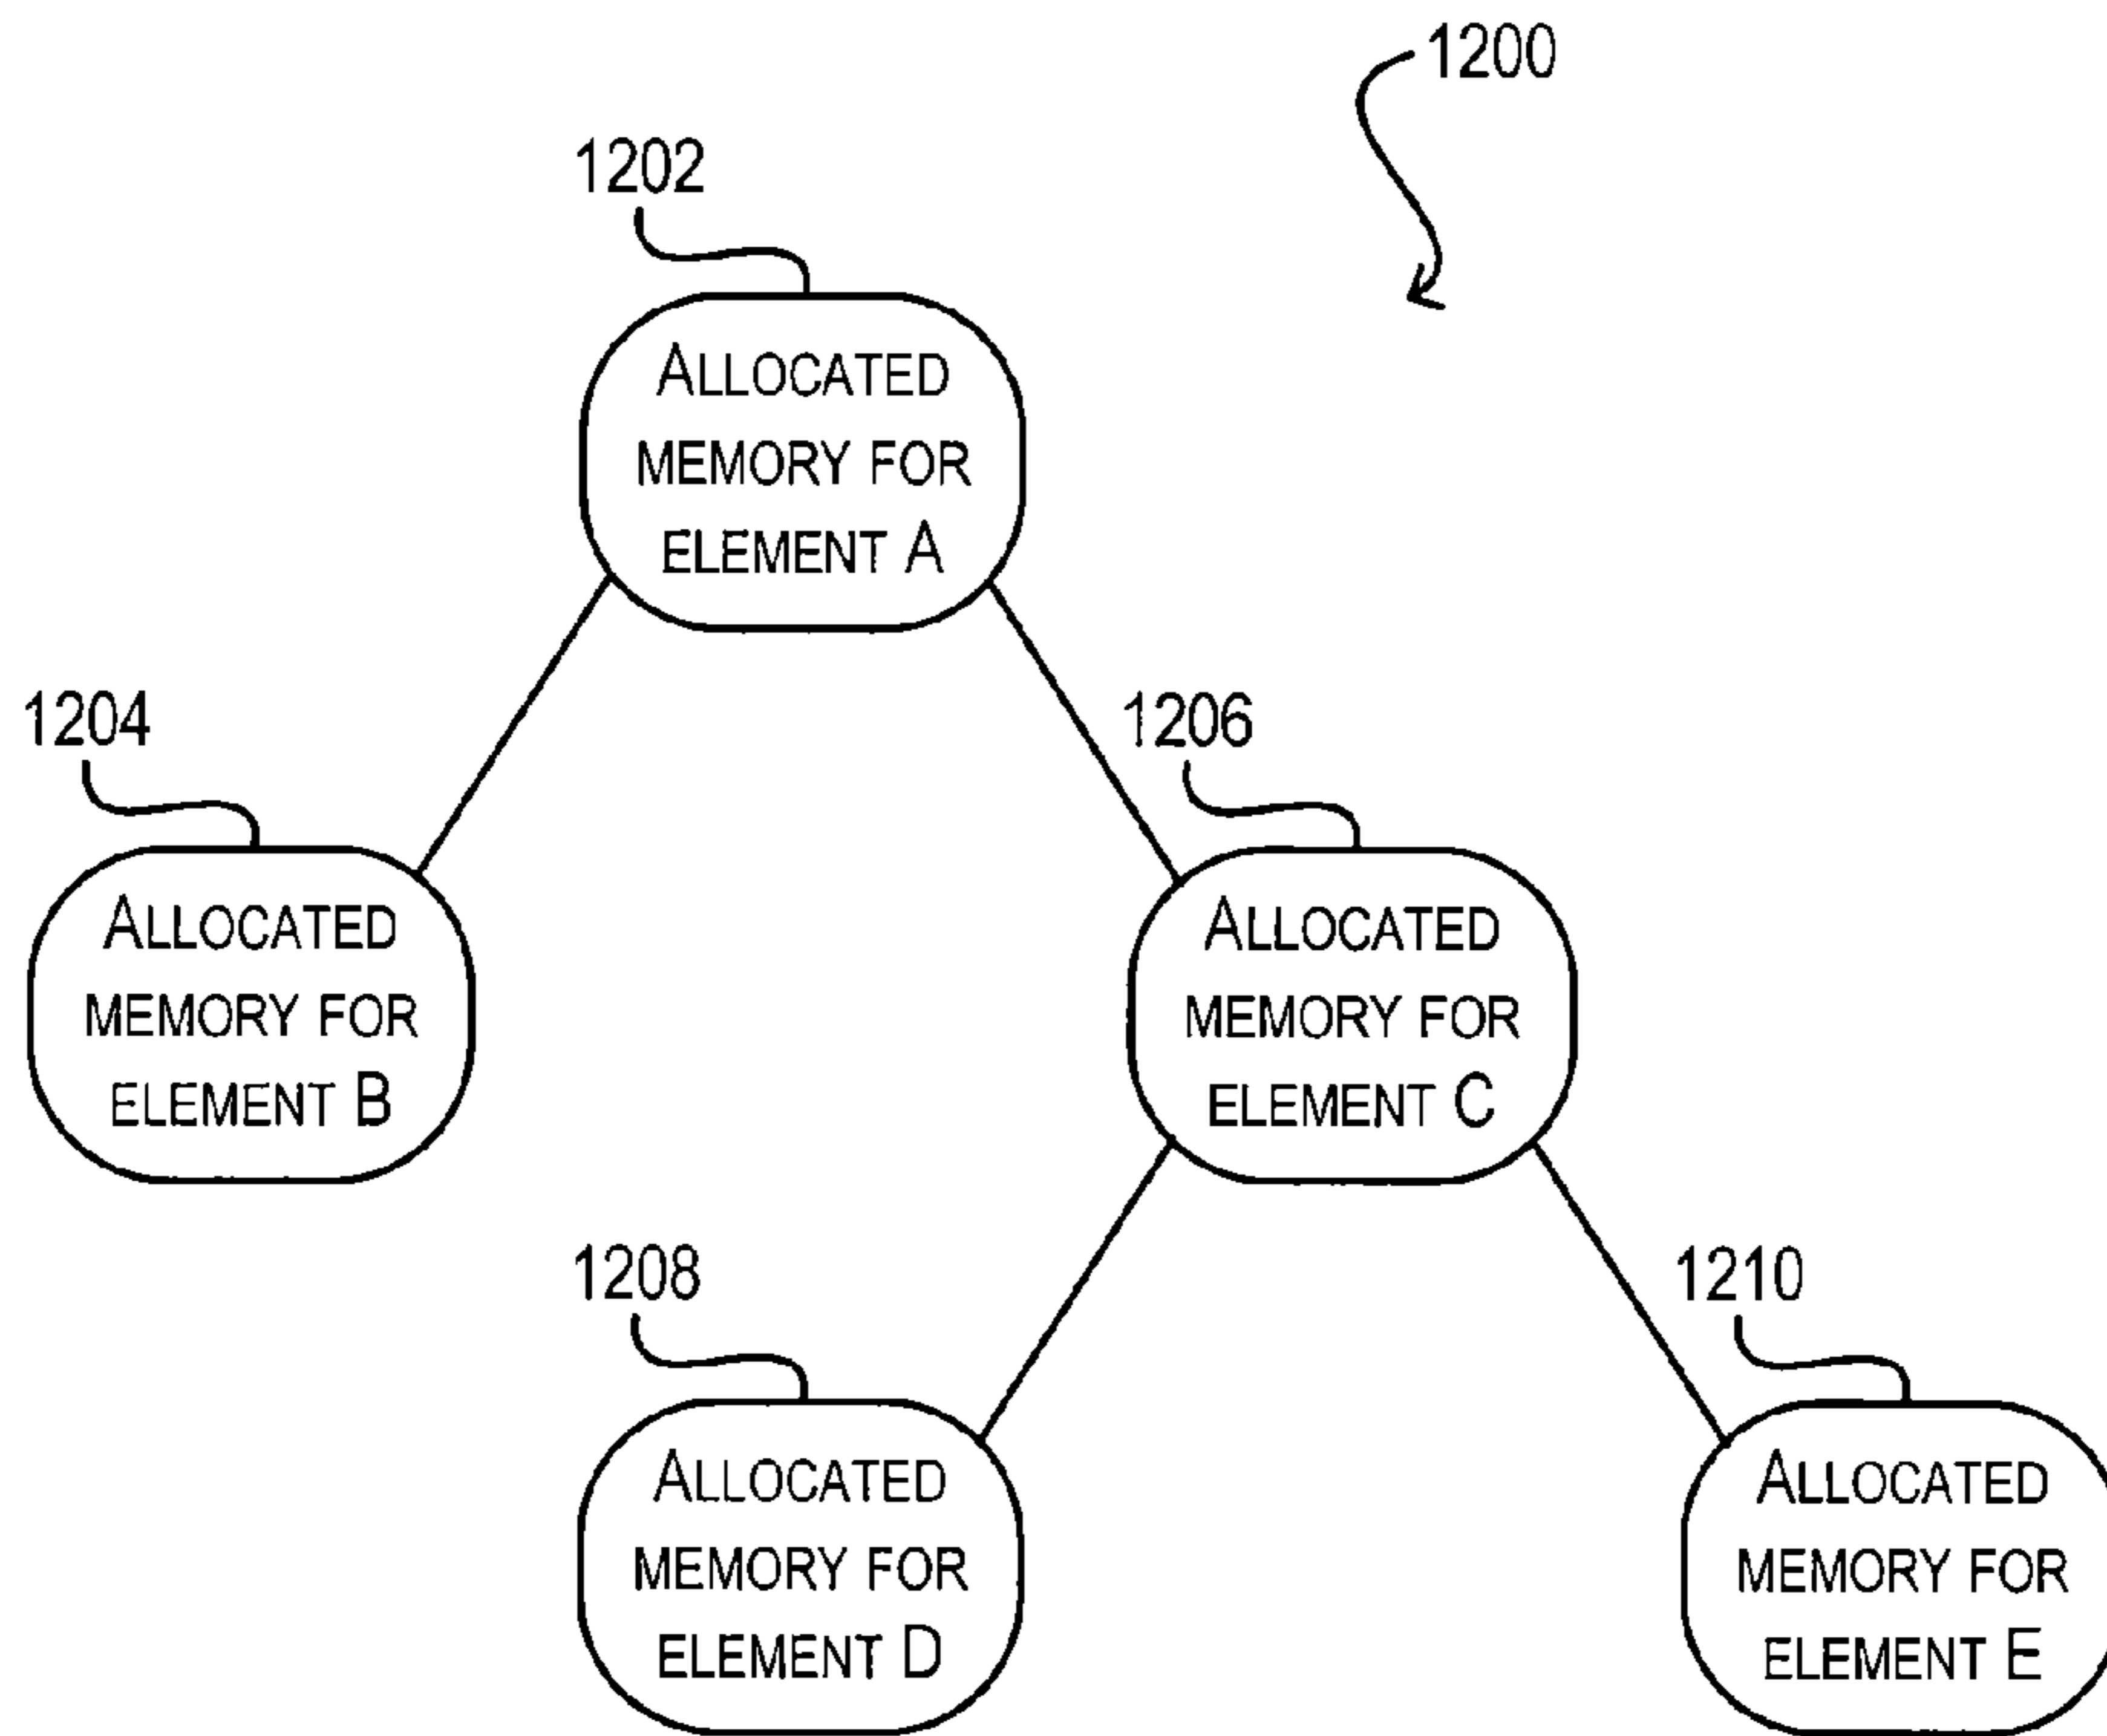 1200
1202
ALLOCATED
MEMORY FOR
ELEMENT A
1204
1206
ALLOCATED
MEMORY FOR
ELEMENT B
ALLOCATED
MEMORY FOR
ELEMENT C
1208
1210
ALLOCATED
MEMORY FOR
ELEMENT D
ALLOCATED
MEMORY FOR
ELEMENT E